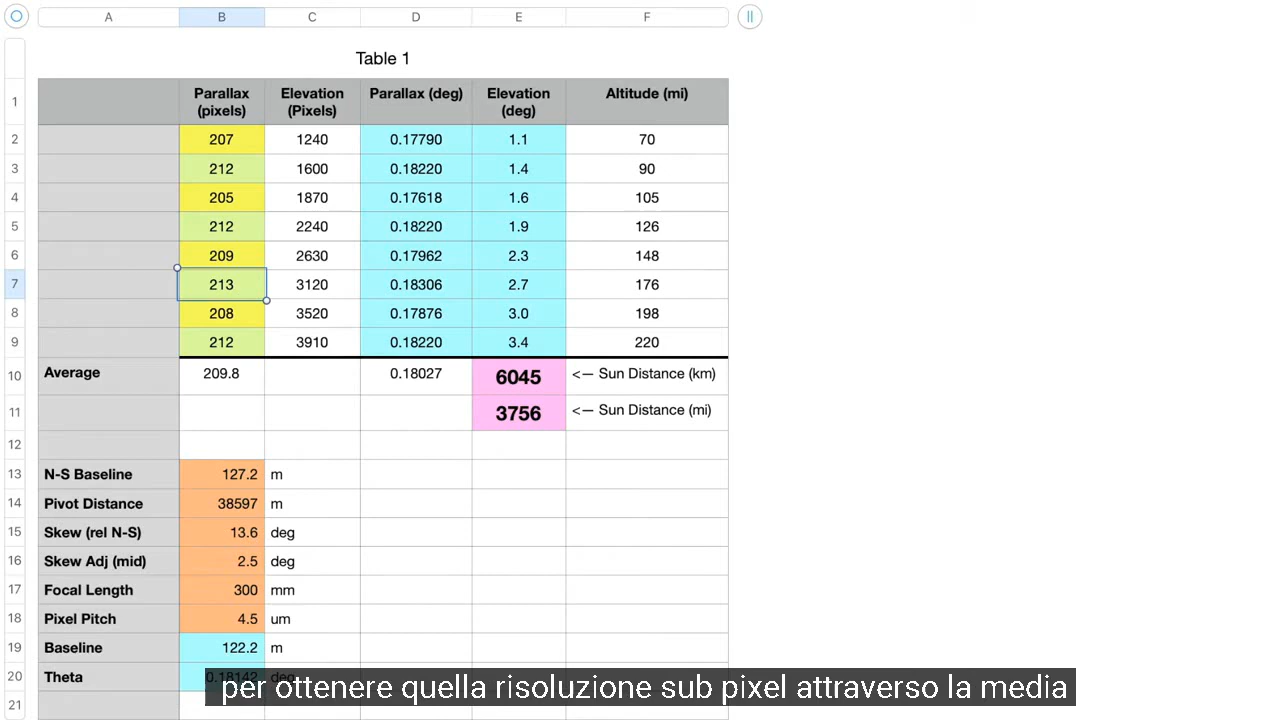 A B C D E F
Table 1
1 Parallax (pixels) Elevation (Pixels) Parallax (deg) Elevation (deg) Altitude (mi)
2 207 1240 0.17790 1.1 70
3 212 1600 0.18220 1.4 90
4 205 1870 0.17618 1.6 105
5 212 2240 0.18220 1.9 126
6 209 2630 0.17962 2.3 148
7 213 3120 0.18306 2.7 176
8 208 3520 0.17876 3.0 198
9 212 3910 0.18220 3.4 220
10 Average 209.8 0.18027 6045 <— Sun Distance (km)
11 3756 <— Sun Distance (mi)
12
13 N-S Baseline 127.2 m
14 Pivot Distance 38597 m
15 Skew (rel N-S) 13.6 deg
16 Skew Adj (mid) 2.5 deg
17 Focal Length 300 mm
18 Pixel Pitch 4.5 um
19 Baseline 122.2 m
20 Theta 0.18142 deg
per ottenere quella risoluzione sub pixel attraverso la media
21